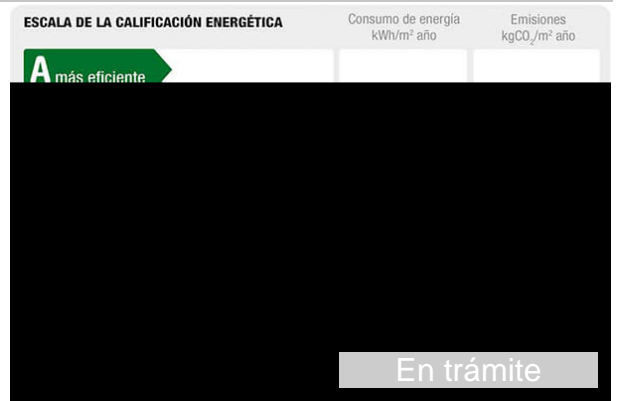 ESCALA DE LA CALIFICACIÓN ENERGÉTICA
Consumo de energía
kWh/m² año
Emisiones
kgCO₂/m² año
A más eficiente
En trámite